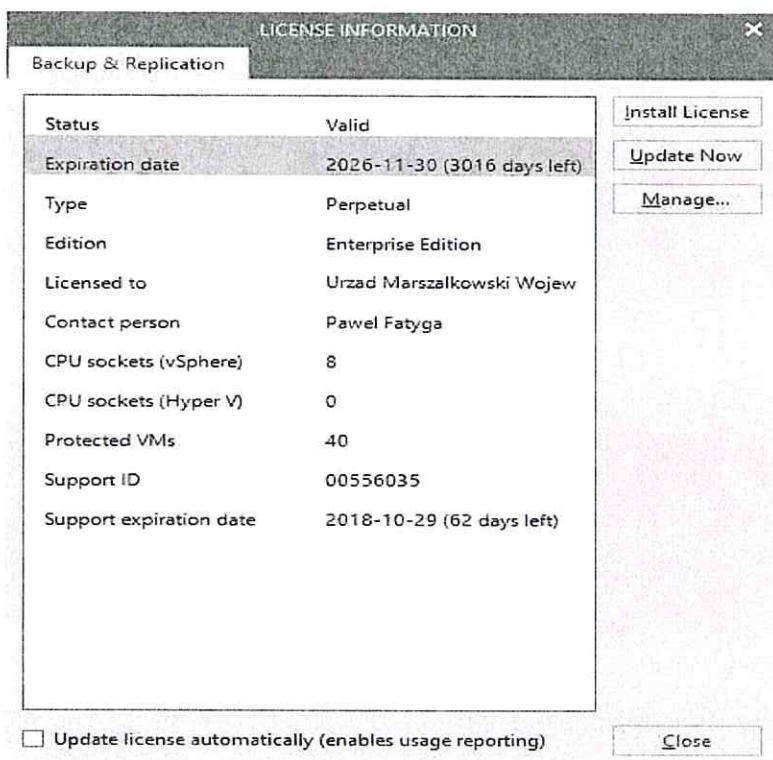 LICENSE INFORMATION
Backup & Replication
Status Valid
Expiration date 2026-11-30 (3016 days left)
Type Perpetual
Edition Enterprise Edition
Licensed to Urzad Marszalkowski Wojew
Contact person Pawel Fatyga
CPU sockets (vSphere) 8
CPU sockets (Hyper V) 0
Protected VMs 40
Support ID 00556035
Support expiration date 2018-10-29 (62 days left)
Install License
Update Now
Manage...
Update license automatically (enables usage reporting)
Close